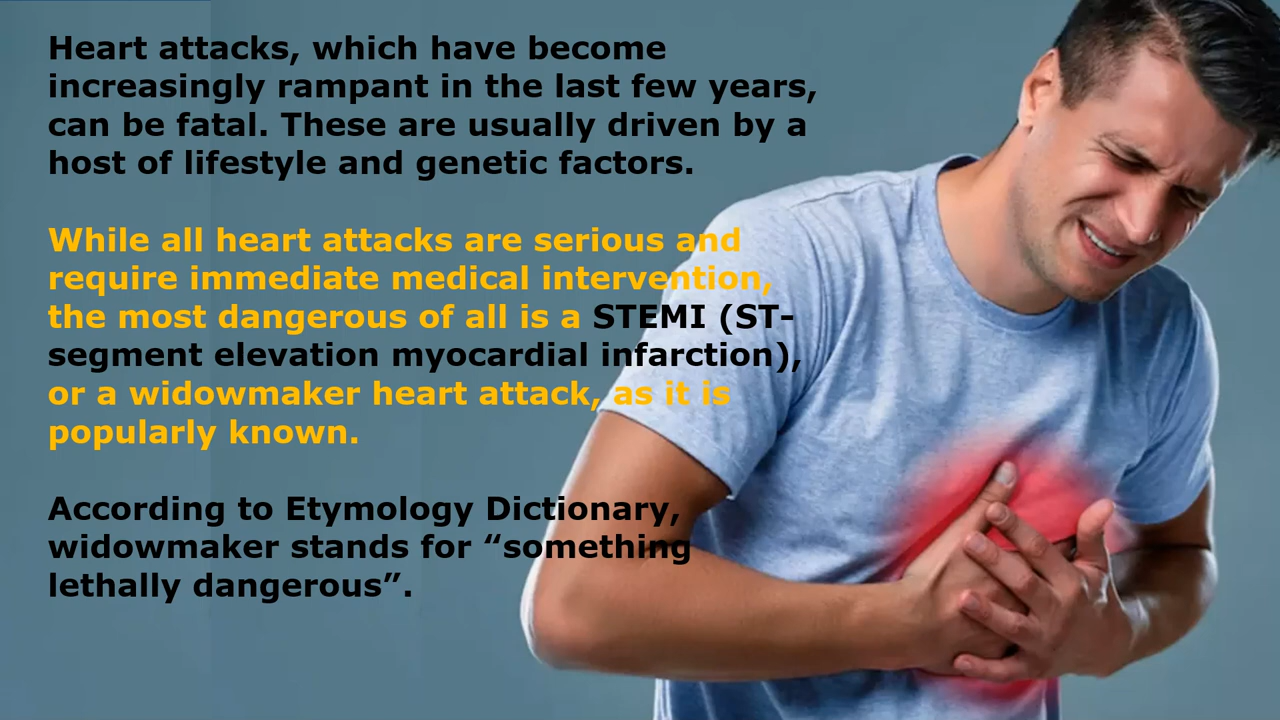 Heart attacks, which have become
increasingly rampant in the last few years,
can be fatal. These are usually driven by a
host of lifestyle and genetic factors.
While all heart attacks are serious and
require immediate medical intervention,
the most dangerous of all is a STEMI (ST-
segment elevation myocardial infarction),
or a widowmaker heart attack, as it is
popularly known.
According to Etymology Dictionary,
widowmaker stands for “something
lethally dangerous”.